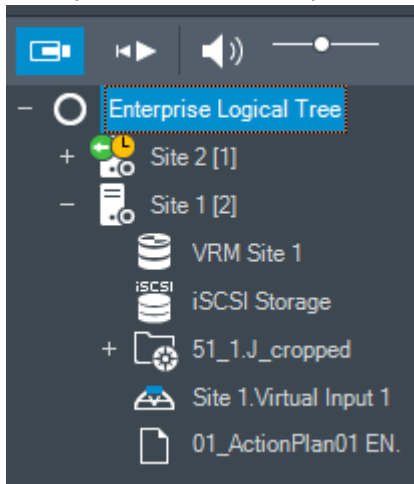 Enterprise Logical Tree
Site 2 [1]
Site 1 [2]
VRM Site 1
iSCSI
iSCSI Storage
51_1.J_cropped
Site 1.Virtual Input 1
01_ActionPlan01 EN.